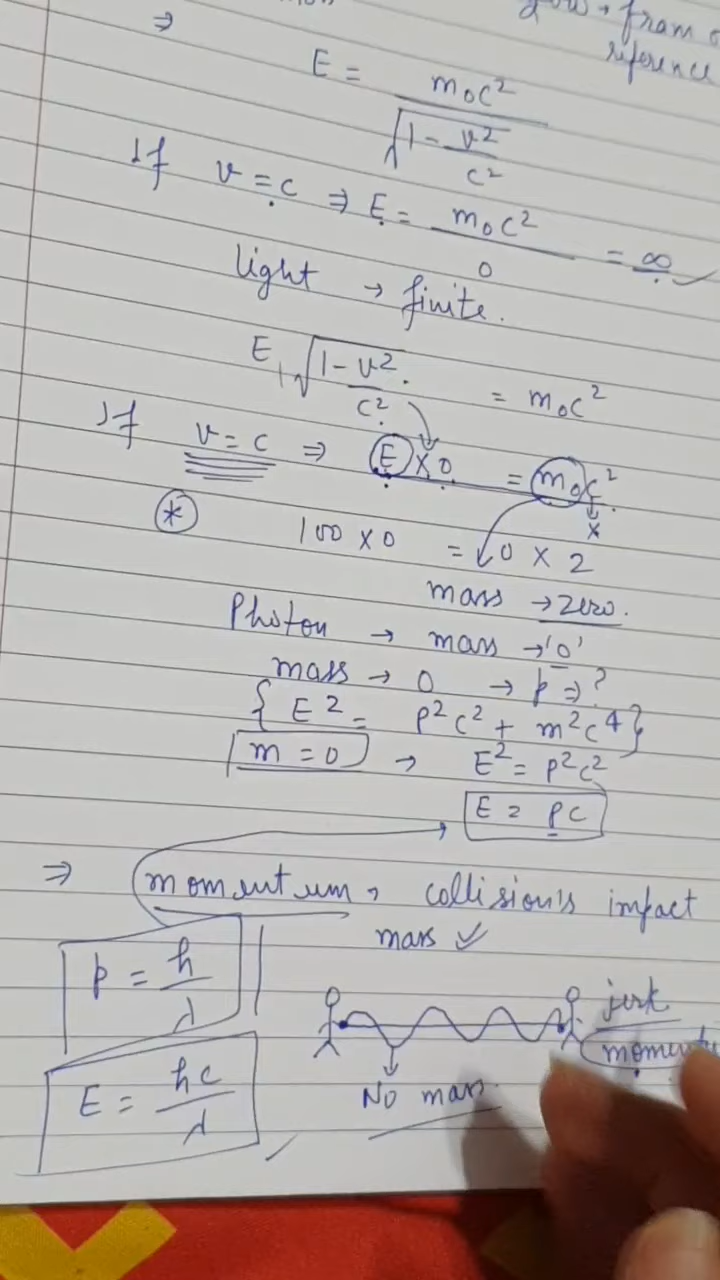 from o
reference
⇒ E = m₀c² / √(1 - v²/c²)
If v = c ⇒ E = m₀c² / 0 = ∞
light → finite.
E √(1 - v²/c²) = m₀c²
If v = c ⇒ E × 0 = m₀c²
x
* 100 × 0 = 0 × 2
mass → zero.
Photon → mass → '0'
mass → 0 → p ⇒ ?
{ E² = p²c² + m²c⁴ }
m = 0 → E² = p²c²
E = pc
⇒ momentum, collision's impact
mass ✓
p = h / λ
jerk
moment
E = hc / λ
No mass.